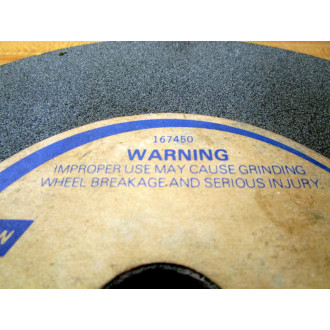 167450
WARNING
IMPROPER USE MAY CAUSE GRINDING
WHEEL BREAKAGE AND SERIOUS INJURY.